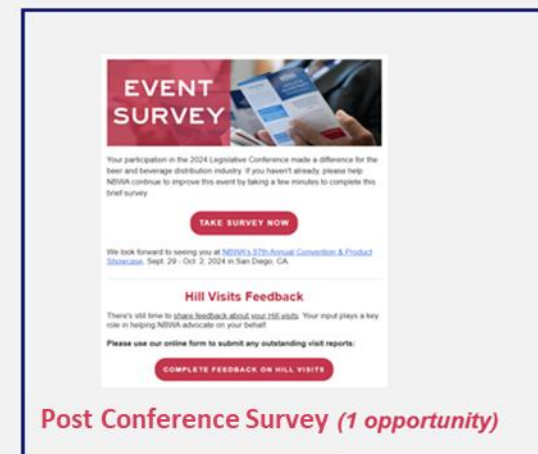 EVENT
SURVEY
Your participation in the 2024 Legislative Conference made a difference for the
beer and beverage distribution industry. If you haven't already, please help
NBWA continue to improve this event by taking a few minutes to complete this
brief survey.
TAKE SURVEY NOW
We look forward to seeing you at NBWA's 87th Annual Convention & Product
Showcase, Sept. 29 - Oct. 2, 2024 in San Diego, CA.
Hill Visits Feedback
There's still time to share feedback about your Hill visits. Your input plays a key
role in helping NBWA advocate on your behalf.
Please use our online form to submit any outstanding visit reports:
COMPLETE FEEDBACK ON HILL VISITS
Post Conference Survey (1 opportunity)